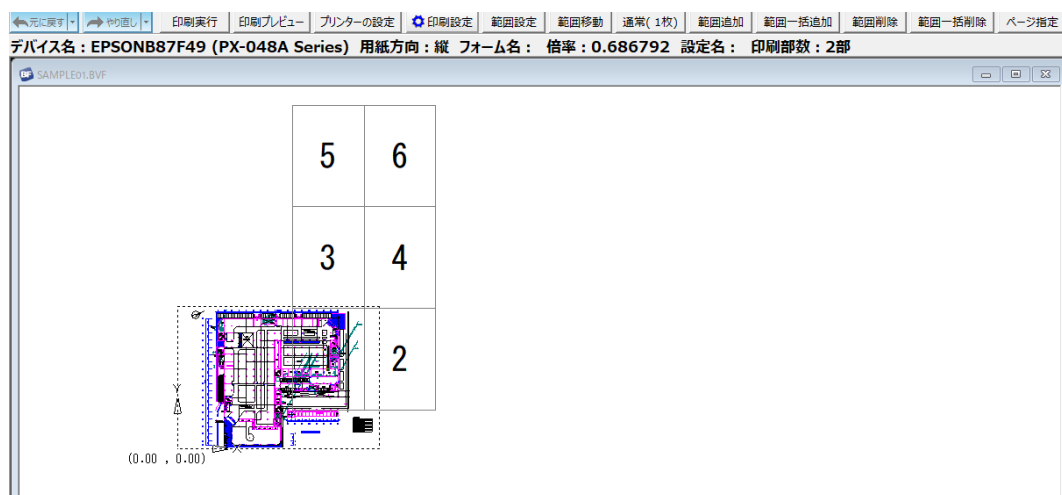 元に戻す やり直し 印刷実行 印刷プレビュー プリンターの設定 印刷設定 範囲設定 範囲移動 通常( 1枚) 範囲追加 範囲一括追加 範囲削除 範囲一括削除 ページ指定
デバイス名：EPSONB87F49 (PX-048A Series) 用紙方向：縦 フォーム名： 倍率：0.686792 設定名： 印刷部数：2部
BF SAMPLE01.BVF
5 6
3 4
2
Y
X
(0.00 , 0.00)